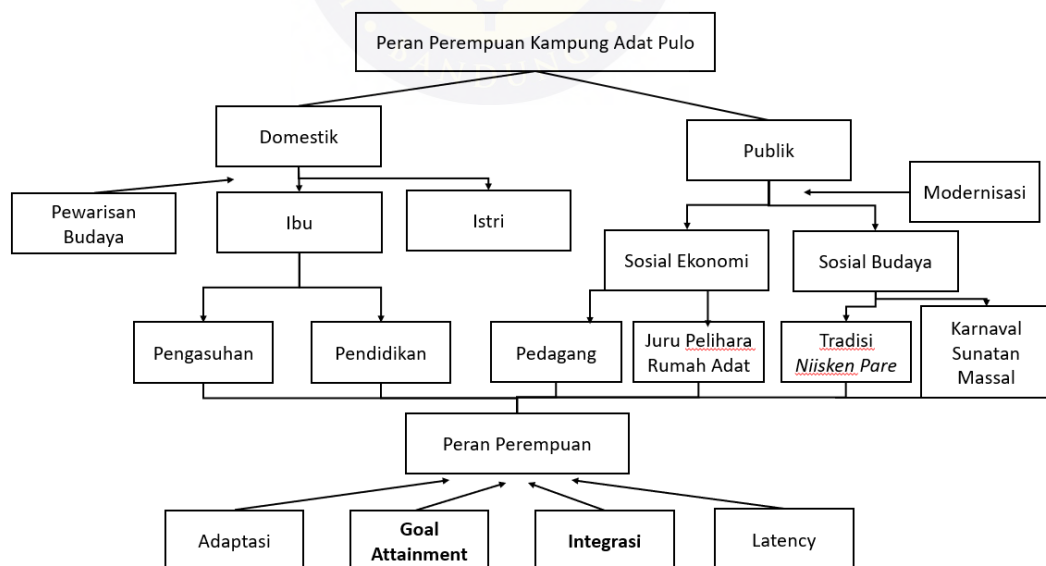 Peran Perempuan Kampung Adat Pulo
BANDUNG
Domestik
Publik
Pewarisan
Budaya
Ibu
Istri
Modernisasi
Sosial Ekonomi
Sosial Budaya
Pengasuhan
Pendidikan
Pedagang
Juru Pelihara
Rumah Adat
Tradisi
Niisken Pare
Karnaval
Sunatan
Massal
Peran Perempuan
Adaptasi
Goal
Attainment
Integrasi
Latency